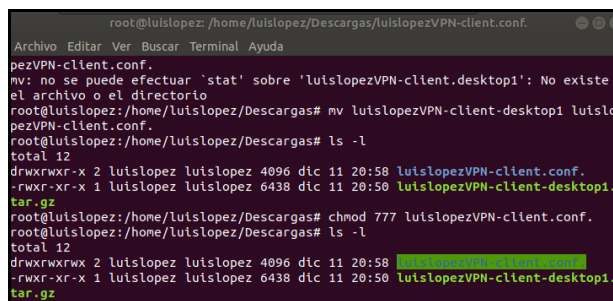 root@luislopez: /home/luislopez/Descargas/luislopezVPN-client.conf.
Archivo Editar Ver Buscar Terminal Ayuda
pezVPN-client.conf.
mv: no se puede efectuar `stat' sobre 'luislopezVPN-client.desktop1': No existe
el archivo o el directorio
root@luislopez:/home/luislopez/Descargas# mv luislopezVPN-client-desktop1 luislo
pezVPN-client.conf.
root@luislopez:/home/luislopez/Descargas# ls -l
total 12
drwxrwxr-x 2 luislopez luislopez 4096 dic 11 20:58 luislopezVPN-client.conf.
-rwxr-xr-x 1 luislopez luislopez 6438 dic 11 20:50 luislopezVPN-client-desktop1.
tar.gz
root@luislopez:/home/luislopez/Descargas# chmod 777 luislopezVPN-client.conf.
root@luislopez:/home/luislopez/Descargas# ls -l
total 12
drwxrwxrwx 2 luislopez luislopez 4096 dic 11 20:58 luislopezVPN-client.conf.
-rwxr-xr-x 1 luislopez luislopez 6438 dic 11 20:50 luislopezVPN-client-desktop1.
tar.gz